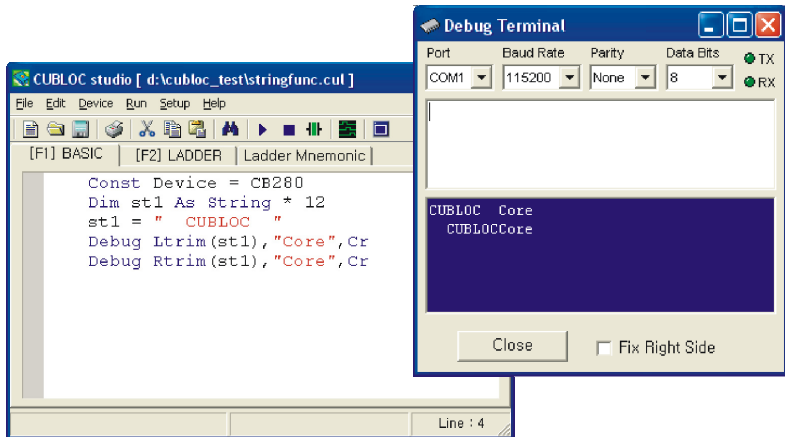 CUBLOC studio [ d:\cubloc_test\stringfunc.cul ]
File Edit Device Run Setup Help
[F1] BASIC [F2] LADDER Ladder Mnemonic
Const Device = CB280
Dim st1 As String * 12
st1 = "  CUBLOC  "
Debug Ltrim(st1),"Core",Cr
Debug Rtrim(st1),"Core",Cr
Line : 4
Debug Terminal
Port Baud Rate Parity Data Bits TX
COM1 115200 None 8 RX
CUBLOC  Core
  CUBLOCCore
Close Fix Right Side